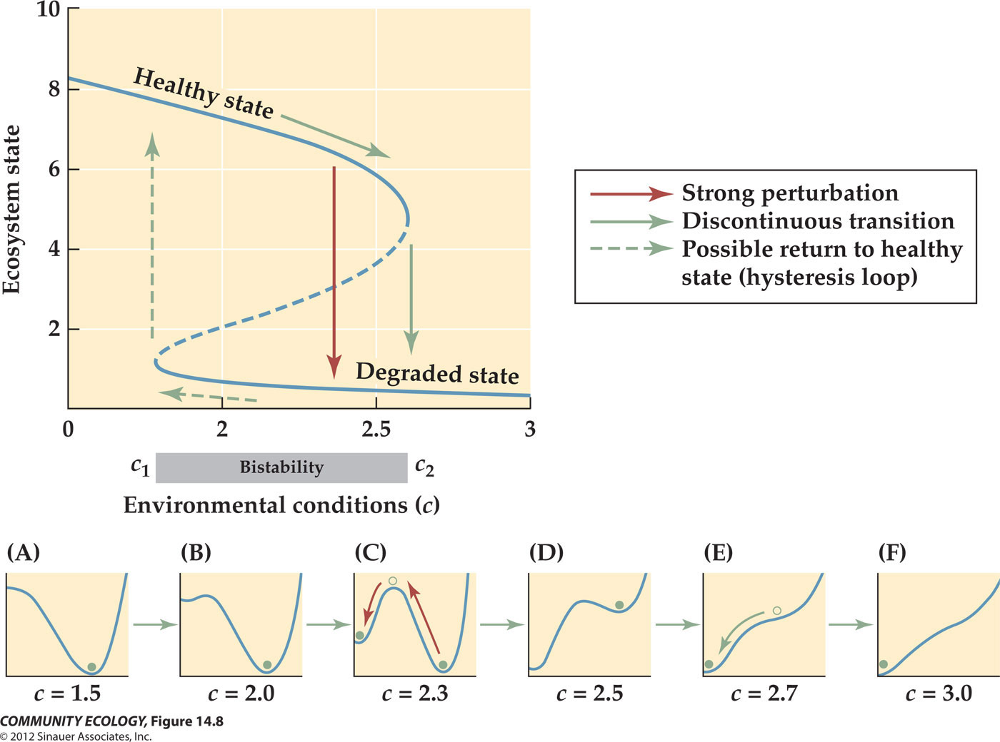 10
8
6
4
2
Ecosystem state
Healthy state
Degraded state
0 2 2.5 3
c1 Bistability c2
Environmental conditions (c)
Strong perturbation
Discontinuous transition
Possible return to healthy
state (hysteresis loop)
(A) (B) (C) (D) (E) (F)
c = 1.5 c = 2.0 c = 2.3 c = 2.5 c = 2.7 c = 3.0
COMMUNITY ECOLOGY, Figure 14.8
© 2012 Sinauer Associates, Inc.